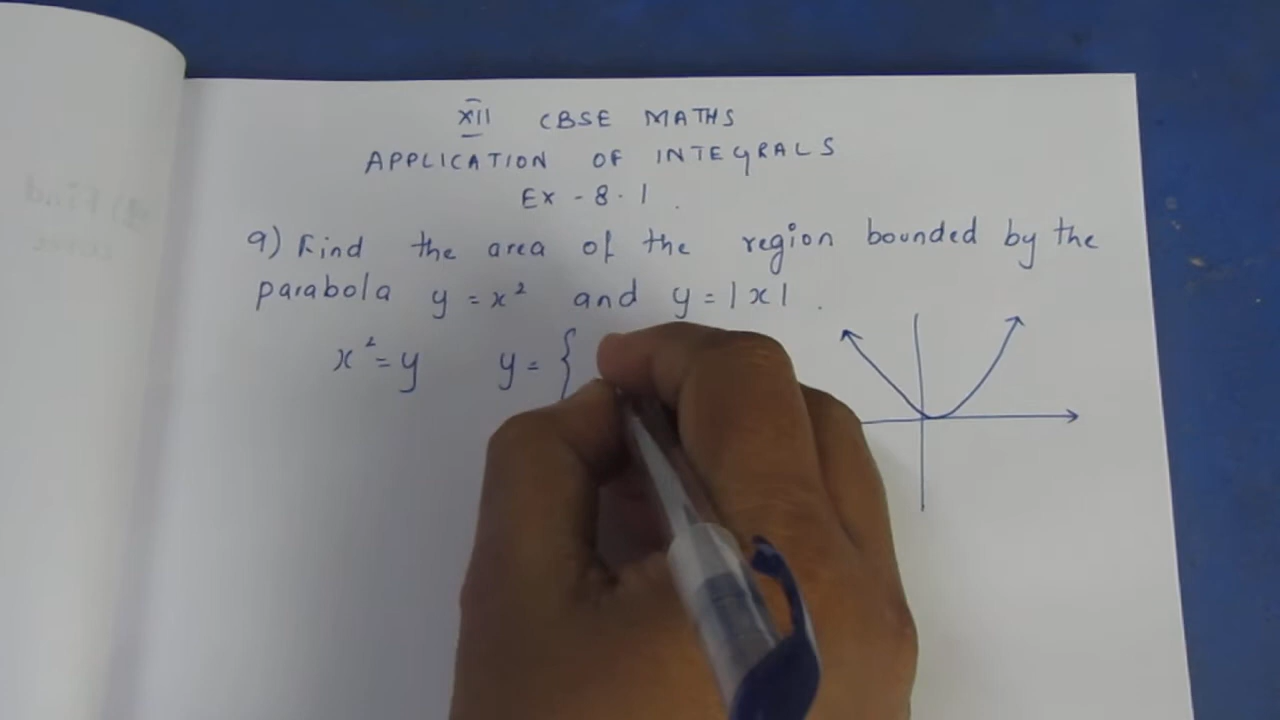 XII CBSE MATHS
APPLICATION OF INTEGRALS
EX - 8.1.
9) Find the area of the region bounded by the
parabola y = x² and y = |x|.
x² = y y = {